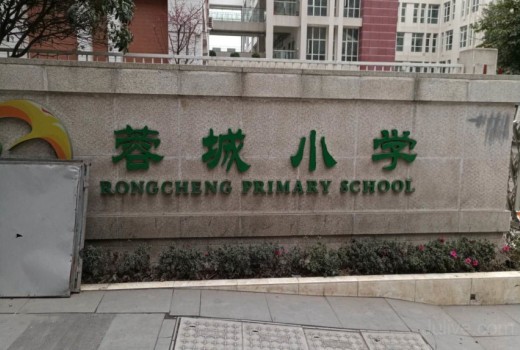 蓉城小学
RONGCHENG PRIMARY SCHOOL